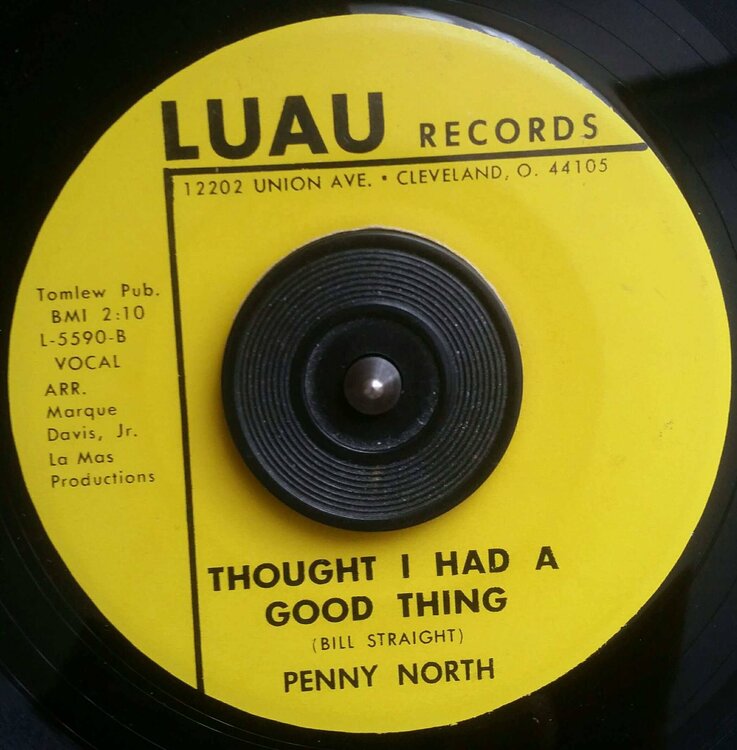 LUAU RECORDS
12202 UNION AVE. • CLEVELAND, O. 44105
Tomlew Pub.
BMI 2:10
L-5590-B
VOCAL
ARR.
Marque
Davis, Jr.
La Mas
Productions
THOUGHT I HAD A
GOOD THING
(BILL STRAIGHT)
PENNY NORTH